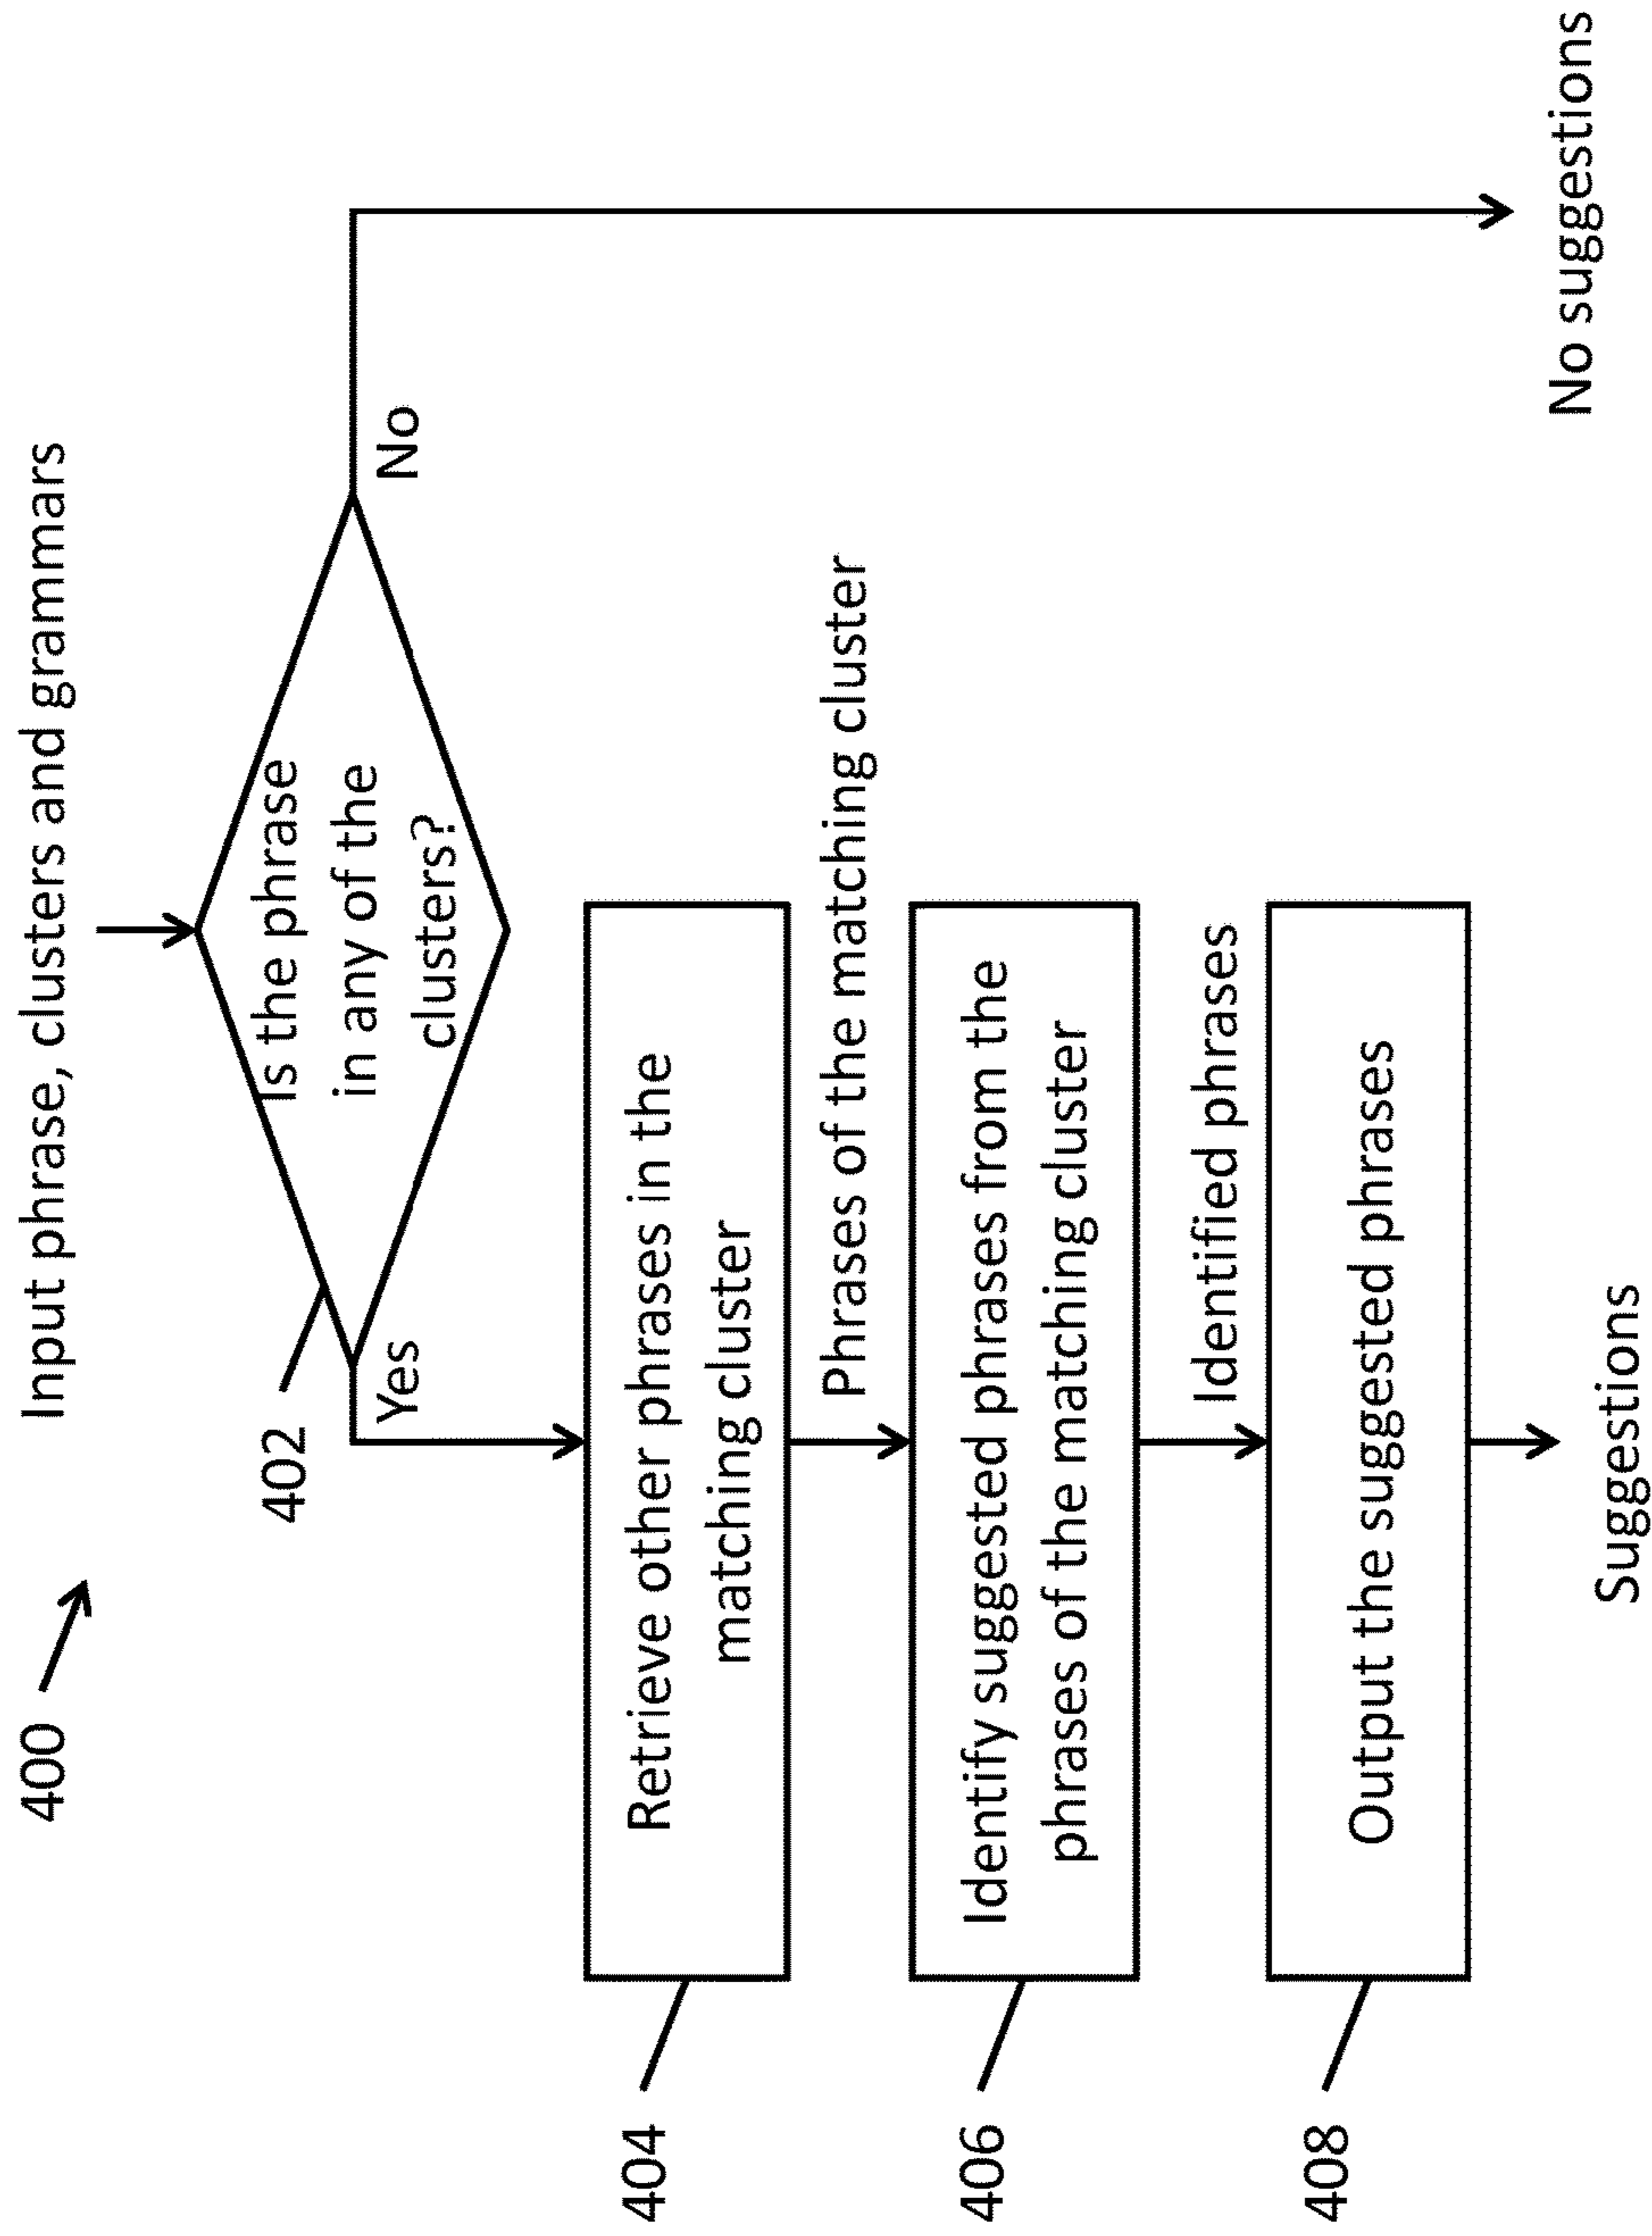 400
Input phrase, clusters and grammars
402
Is the phrase
in any of the
clusters?
Yes
No
404
Retrieve other phrases in the
matching cluster
Phrases of the matching cluster
406
Identify suggested phrases from the
phrases of the matching cluster
Identified phrases
408
Output the suggested phrases
Suggestions
No suggestions